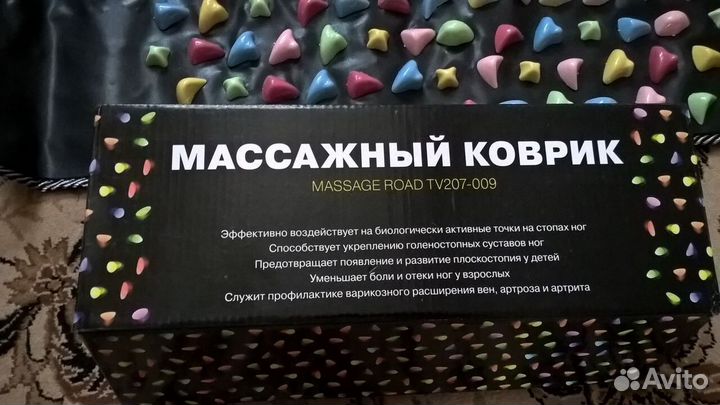 МАССАЖНЫЙ КОВРИК
MASSAGE ROAD TV207-009
Эффективно воздействует на биологически активные точки на стопах ног
Способствует укреплению голеностопных суставов ног
Предотвращает появление и развитие плоскостопия у детей
Уменьшает боли и отеки ног у взрослых
Служит профилактике варикозного расширения вен, артроза и артрита
Avito